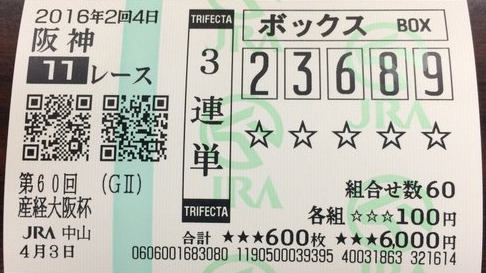 2016年2回4日
阪神
11レース
第60回 (GⅡ)
産経大阪杯
JRA 中山
4月3日
TRIFECTA
3連単
TRIFECTA
ボックス BOX
2 3 6 8 9
☆ ☆ ☆ ☆ ☆
組合せ数60
各組 ☆☆☆100円
合計 ★★★600枚 ★★★6,000円
0606001683080 1190500039395 40031863 321614
JRA
JRA
JRA